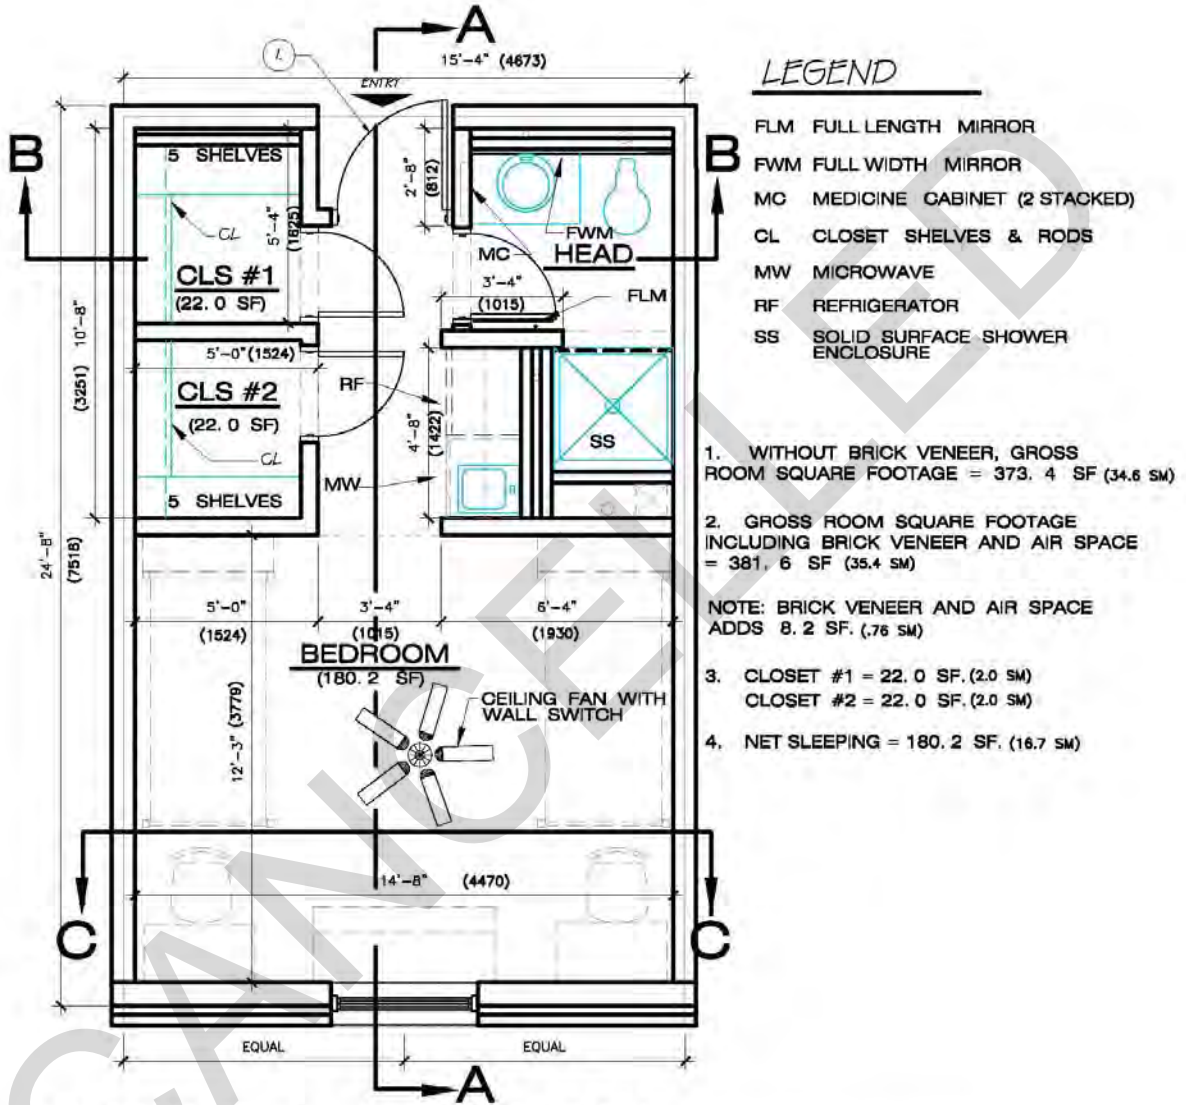 A
15'-4" (4673)
1.
ENTRY
B
B
5 SHELVES
2'-8"
(812)
5'-4"
(1625)
CL
FWM
MC
HEAD
CLS #1
(22.0 SF)
3'-4"
(1015)
FLM
10'-8"
(3251)
5'-0" (1524)
RF
CLS #2
(22.0 SF)
4'-8"
(1422)
SS
CL
MW
5 SHELVES
24'-8"
(7518)
5'-0"
(1524)
3'-4"
(1015)
6'-4"
(1930)
BEDROOM
(180.2 SF)
12'-3" (3779)
CEILING FAN WITH
WALL SWITCH
14'-8" (4470)
C
C
EQUAL
EQUAL
A
LEGEND
FLM FULL LENGTH MIRROR
FWM FULL WIDTH MIRROR
MC MEDICINE CABINET (2 STACKED)
CL CLOSET SHELVES & RODS
MW MICROWAVE
RF REFRIGERATOR
SS SOLID SURFACE SHOWER
ENCLOSURE
1. WITHOUT BRICK VENEER, GROSS
ROOM SQUARE FOOTAGE = 373. 4 SF (34.6 SM)
2. GROSS ROOM SQUARE FOOTAGE
INCLUDING BRICK VENEER AND AIR SPACE
= 381. 6 SF (35.4 SM)
NOTE: BRICK VENEER AND AIR SPACE
ADDS 8. 2 SF. (.76 SM)
3. CLOSET #1 = 22. 0 SF. (2.0 SM)
CLOSET #2 = 22. 0 SF. (2.0 SM)
4. NET SLEEPING = 180. 2 SF. (16.7 SM)
CANCELLED